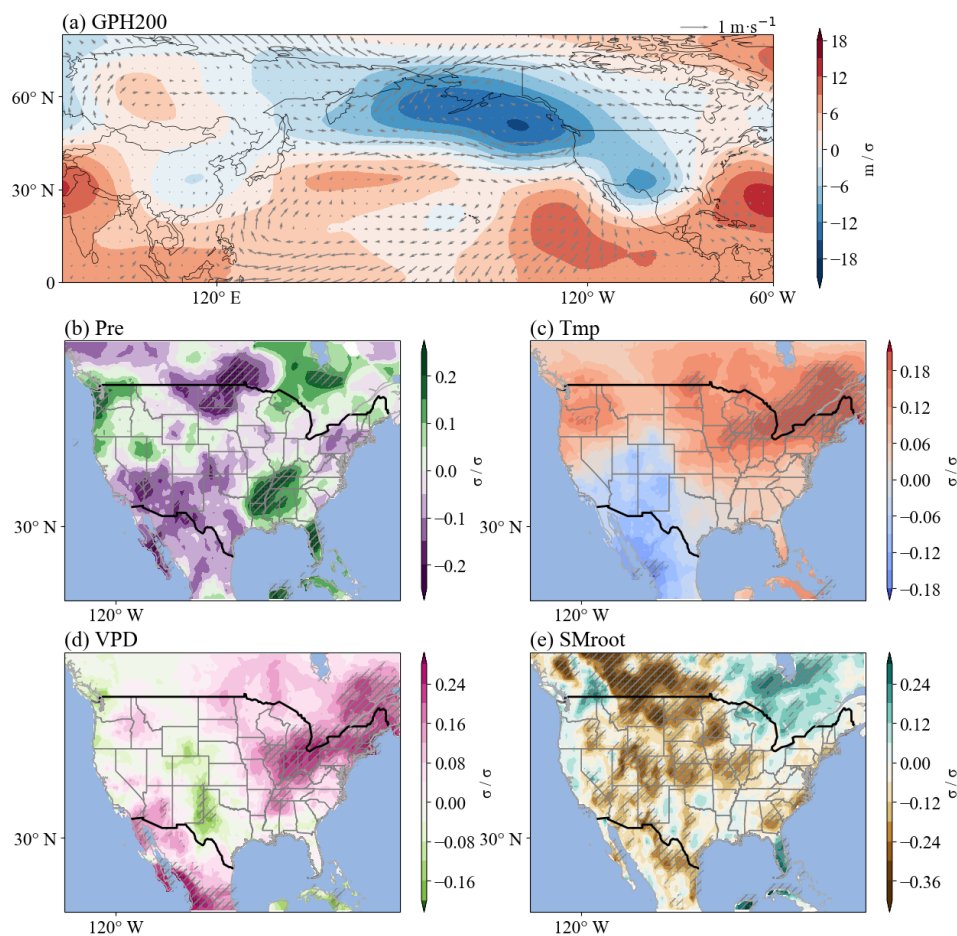 (a) GPH200
1 m·s⁻¹
60° N
30° N
0
120° E
120° W
60° W
18
12
6
0
−6
−12
−18
m / σ
(b) Pre
30° N
120° W
0.2
0.1
0.0
−0.1
−0.2
σ / σ
(c) Tmp
30° N
120° W
0.18
0.12
0.06
0.00
−0.06
−0.12
−0.18
σ / σ
(d) VPD
30° N
120° W
0.24
0.16
0.08
0.00
−0.08
−0.16
σ / σ
(e) SMroot
30° N
120° W
0.24
0.12
0.00
−0.12
−0.24
−0.36
σ / σ